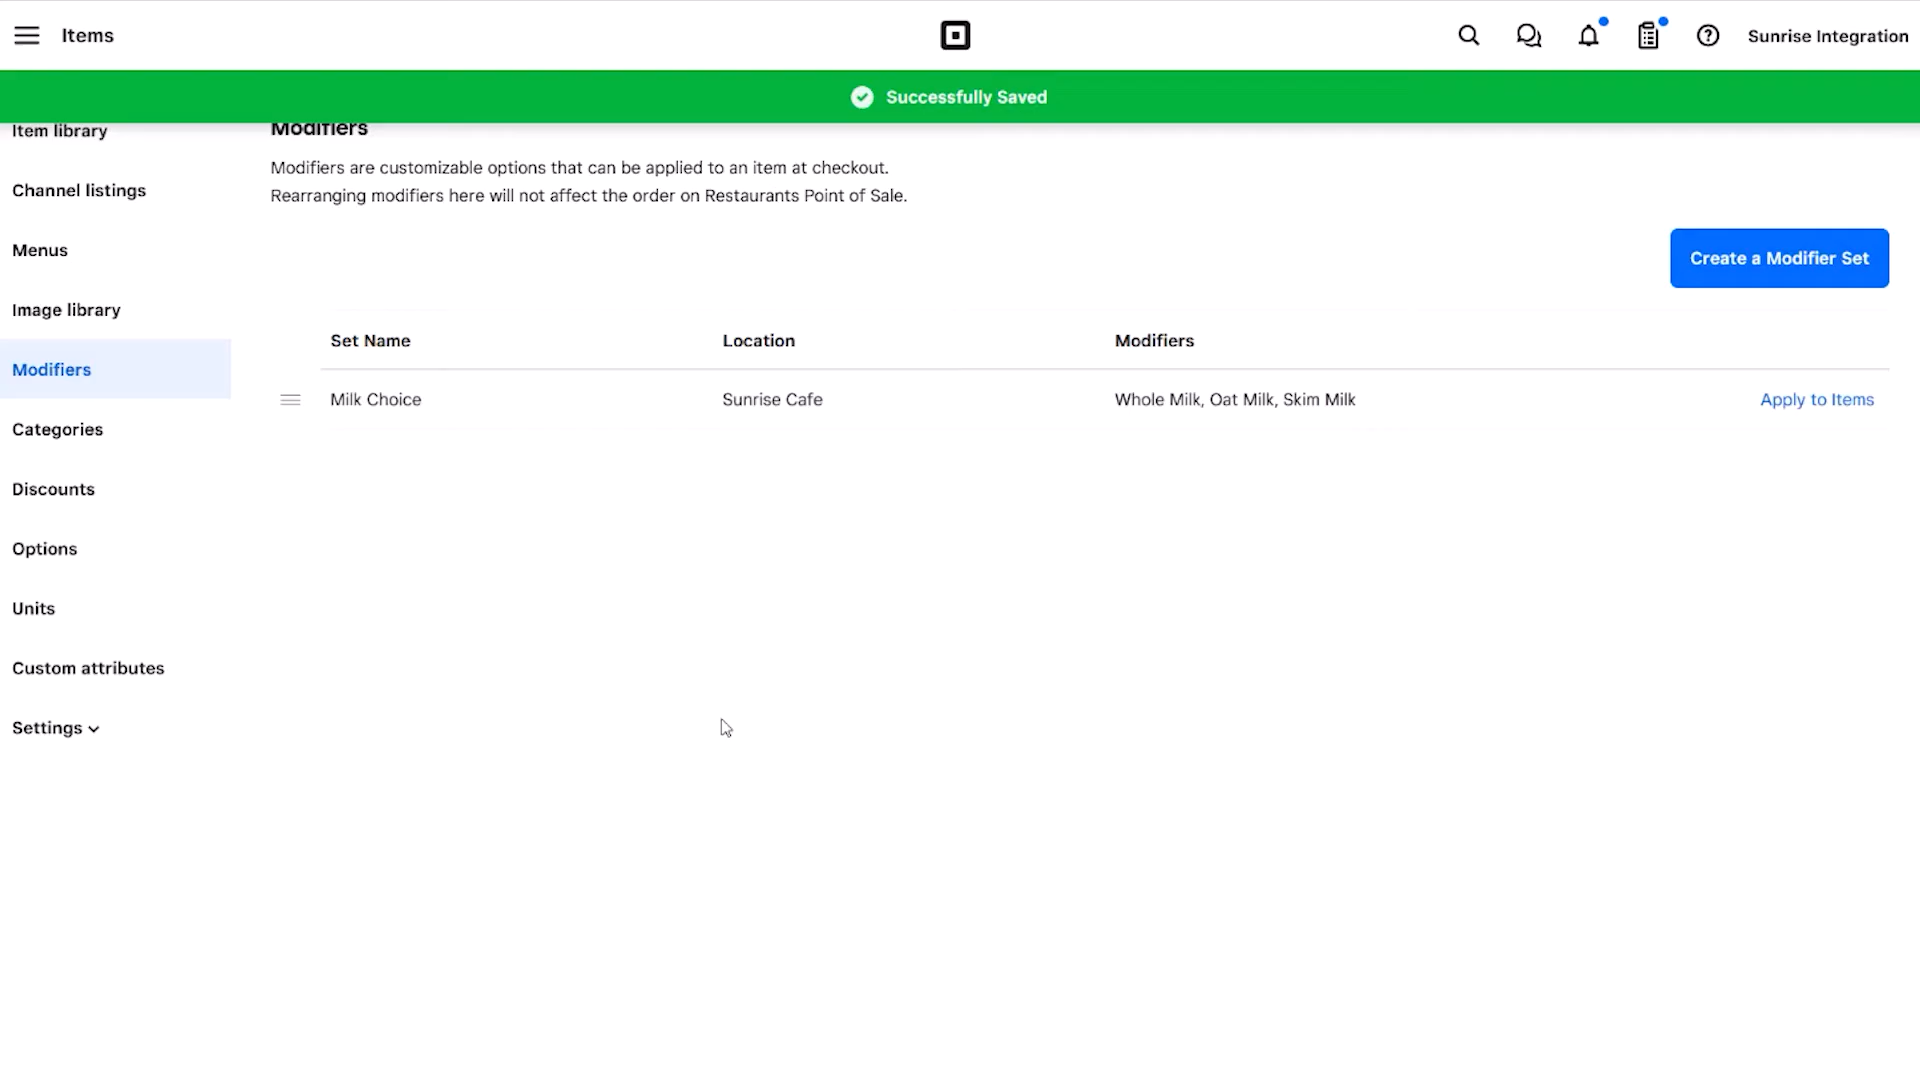 Items
Sunrise Integration
Successfully Saved
Item library
Channel listings
Menus
Image library
Modifiers
Categories
Discounts
Options
Units
Custom attributes
Settings
Modifiers
Modifiers are customizable options that can be applied to an item at checkout.
Rearranging modifiers here will not affect the order on Restaurants Point of Sale.
Create a Modifier Set
Set Name Location Modifiers
Milk Choice Sunrise Cafe Whole Milk, Oat Milk, Skim Milk Apply to Items